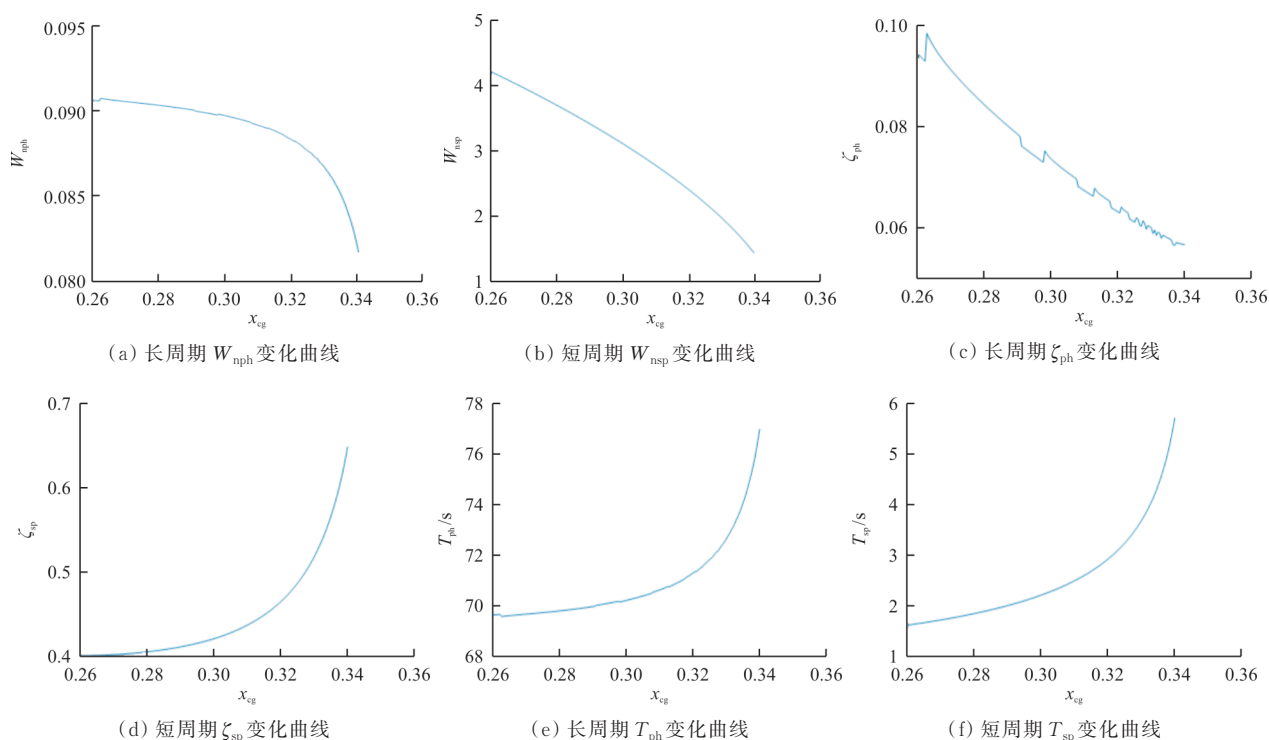 0.095
0.090
0.085
0.080
W_nph
0.26 0.28 0.30 0.32 0.34 0.36
x_cg
(a) 长周期 W_nph 变化曲线
5
4
3
2
1
W_nsp
0.26 0.28 0.30 0.32 0.34 0.36
x_cg
(b) 短周期 W_nsp 变化曲线
0.10
0.08
0.06
ζ_ph
0.26 0.28 0.30 0.32 0.34 0.36
x_cg
(c) 长周期 ζ_ph 变化曲线
0.7
0.6
0.5
0.4
ζ_sp
0.26 0.28 0.30 0.32 0.34 0.36
x_cg
(d) 短周期 ζ_sp 变化曲线
78
76
74
72
70
68
T_ph/s
0.26 0.28 0.30 0.32 0.34 0.36
x_cg
(e) 长周期 T_ph 变化曲线
6
5
4
3
2
1
T_sp/s
0.26 0.28 0.30 0.32 0.34 0.36
x_cg
(f) 短周期 T_sp 变化曲线